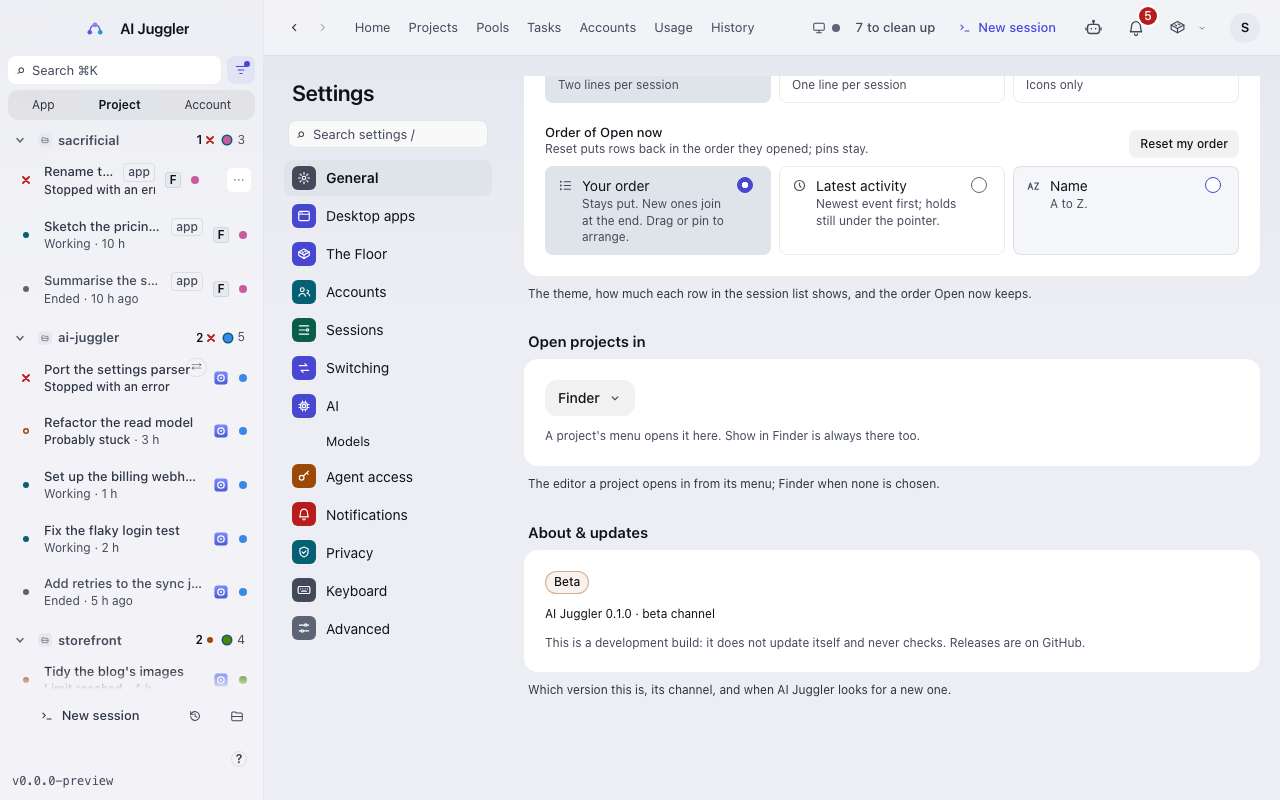 AI Juggler
Search ⌘K
App Project Account
sacrificial 1 3
Rename t... app
Stopped with an err F
Sketch the pricin... app
Working · 10 h F
Summarise the s... app
Ended · 10 h ago F
ai-juggler 2 5
Port the settings parser
Stopped with an error
Refactor the read model
Probably stuck · 3 h
Set up the billing webh...
Working · 1 h
Fix the flaky login test
Working · 2 h
Add retries to the sync j...
Ended · 5 h ago
storefront 2 4
Tidy the blog's images
Limit reached · 4 h
New session
?
v0.0.0-preview
Home Projects Pools Tasks Accounts Usage History
7 to clean up
New session
5
S
Settings
Search settings /
General
Desktop apps
The Floor
Accounts
Sessions
Switching
AI
Models
Agent access
Notifications
Privacy
Keyboard
Advanced
Two lines per session
One line per session
Icons only
Order of Open now
Reset puts rows back in the order they opened; pins stay.
Reset my order
Your order
Stays put. New ones join
at the end. Drag or pin to
arrange.
Latest activity
Newest event first; holds
still under the pointer.
AZ Name
A to Z.
The theme, how much each row in the session list shows, and the order Open now keeps.
Open projects in
Finder
A project's menu opens it here. Show in Finder is always there too.
The editor a project opens in from its menu; Finder when none is chosen.
About & updates
Beta
AI Juggler 0.1.0 · beta channel
This is a development build: it does not update itself and never checks. Releases are on GitHub.
Which version this is, its channel, and when AI Juggler looks for a new one.